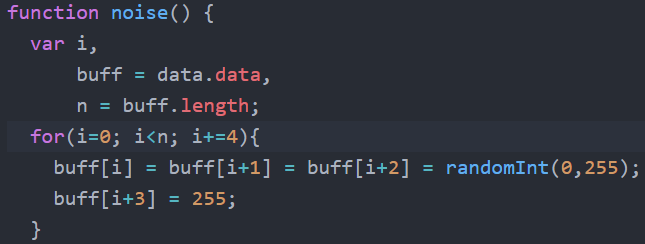 function noise() {
  var i,
      buff = data.data,
      n = buff.length;
  for(i=0; i<n; i+=4){
    buff[i] = buff[i+1] = buff[i+2] = randomInt(0,255);
    buff[i+3] = 255;
  }